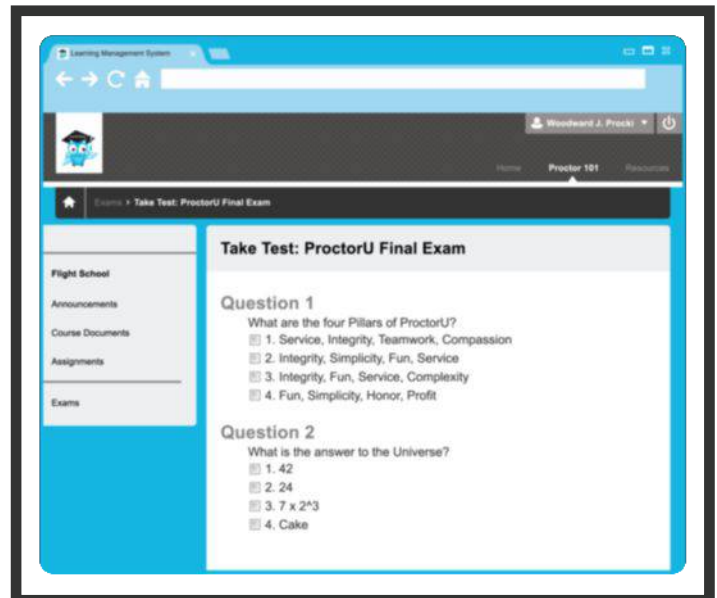 Learning Management System
Woodward J. Procki
Home Proctor 101 Resources
Exams › Take Test: ProctorU Final Exam
Flight School
Announcements
Course Documents
Assignments
Exams
Take Test: ProctorU Final Exam
Question 1
What are the four Pillars of ProctorU?
1. Service, Integrity, Teamwork, Compassion
2. Integrity, Simplicity, Fun, Service
3. Integrity, Fun, Service, Complexity
4. Fun, Simplicity, Honor, Profit
Question 2
What is the answer to the Universe?
1. 42
2. 24
3. 7 x 2^3
4. Cake